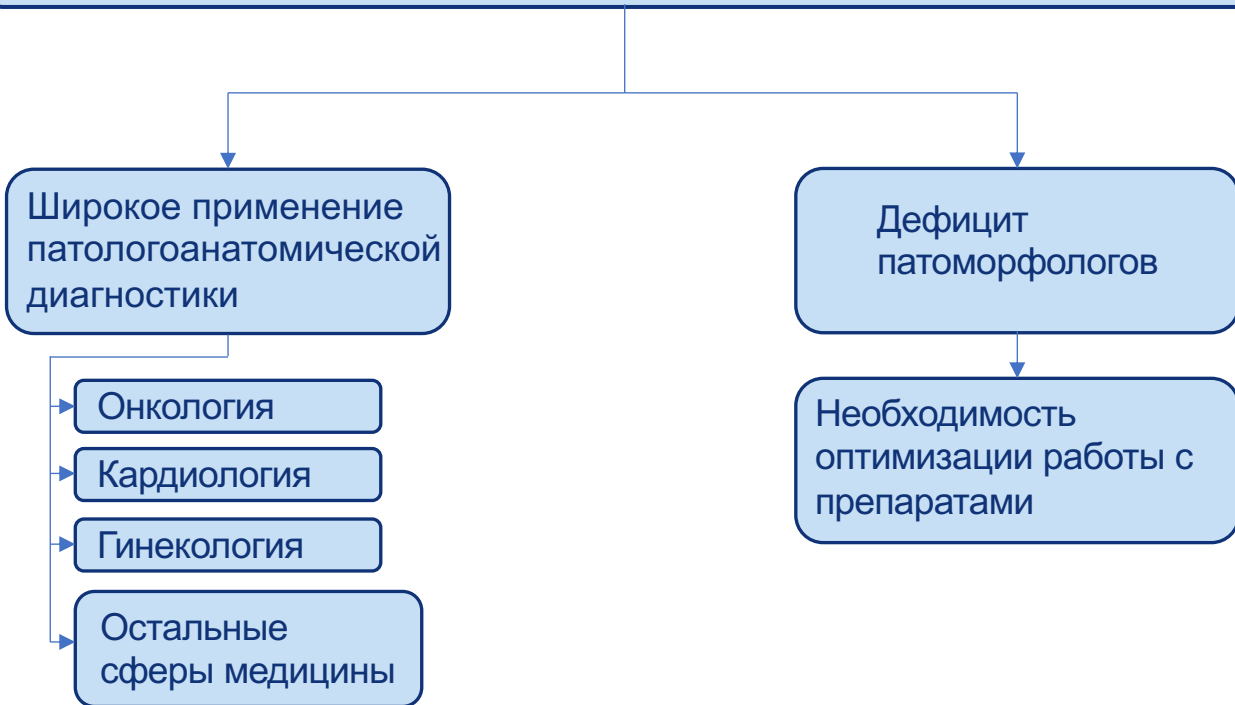 Широкое применение
патологоанатомической
диагностики
Онкология
Кардиология
Гинекология
Остальные
сферы медицины
Дефицит
патоморфологов
Необходимость
оптимизации работы с
препаратами